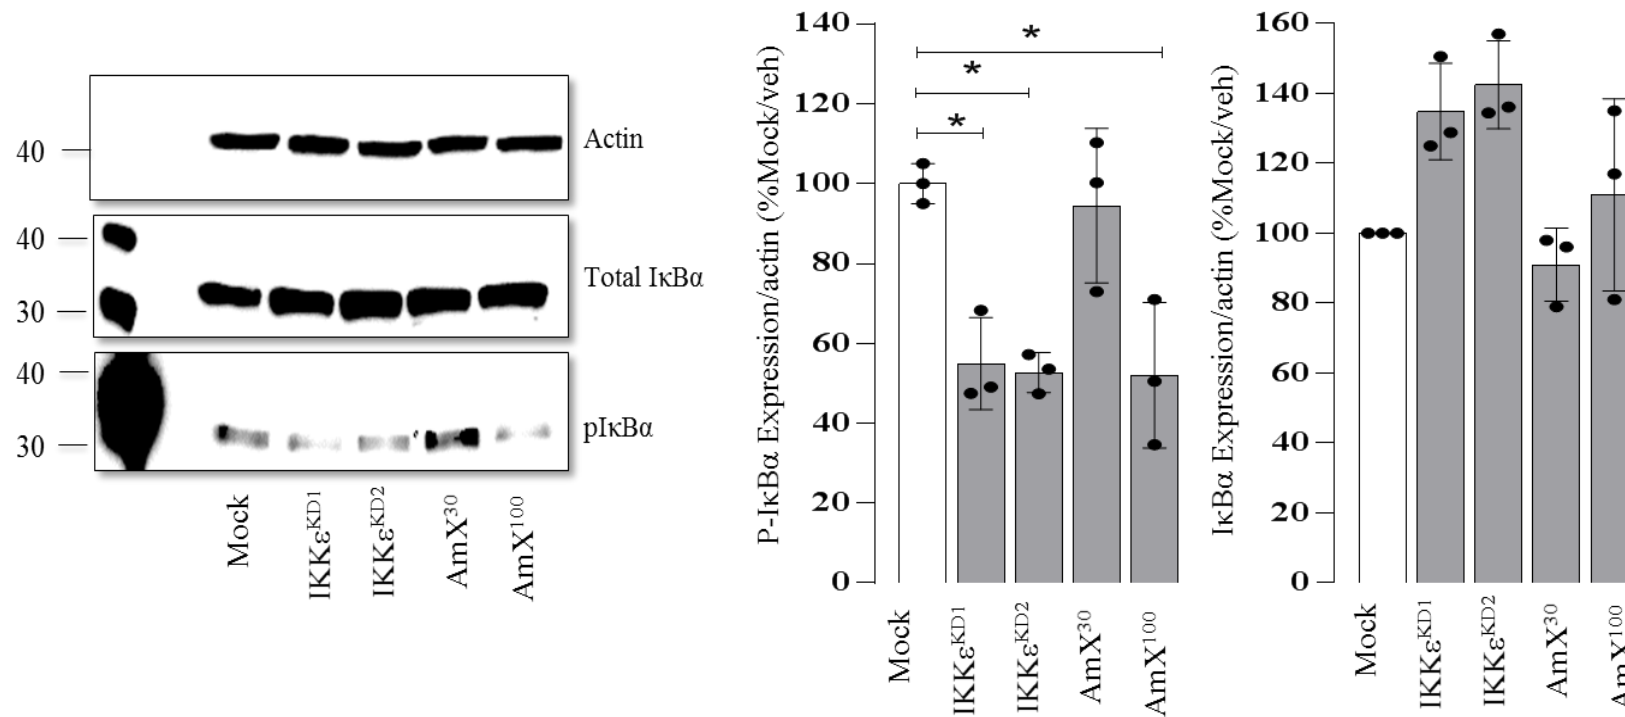 40
Actin
40
30
Total IκBα
40
30
pIκBα
Mock
IKKε^KD1
IKKε^KD2
AmX^30
AmX^100
P-IκBα Expression/actin (%Mock/veh)
140
120
100
80
60
40
20
0
*
*
*
Mock
IKKε^KD1
IKKε^KD2
AmX^30
AmX^100
IκBα Expression/actin (%Mock/veh)
160
140
120
100
80
60
40
20
0
Mock
IKKε^KD1
IKKε^KD2
AmX^30
AmX^100